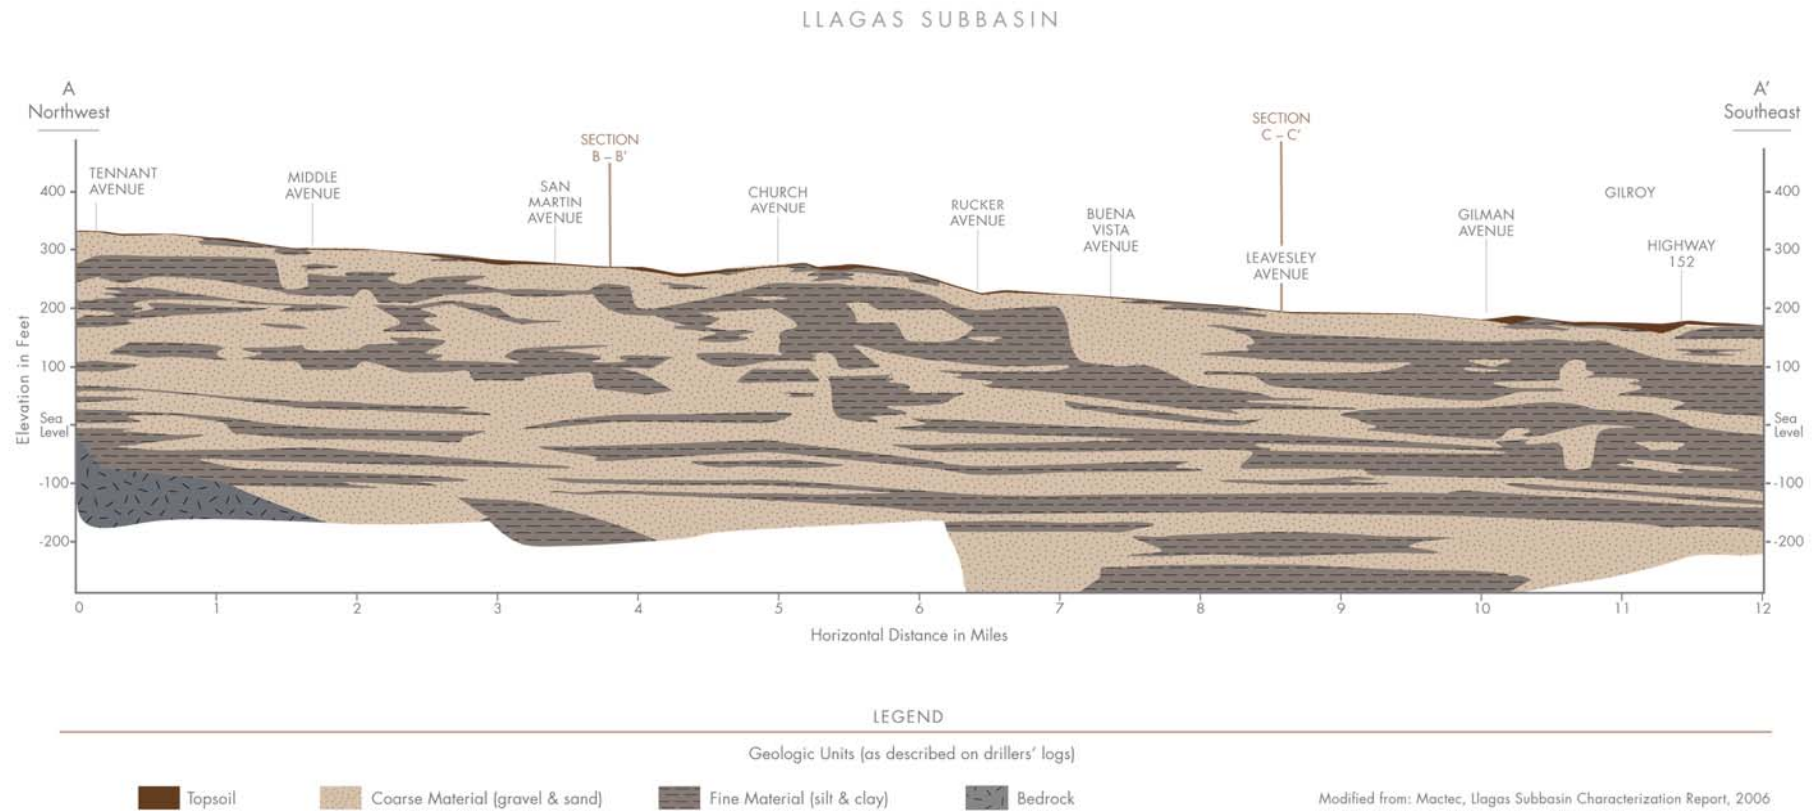 LLAGAS SUBBASIN
A
Northwest
A'
Southeast
SECTION
B – B'
SECTION
C – C'
TENNANT
AVENUE
MIDDLE
AVENUE
SAN
MARTIN
AVENUE
CHURCH
AVENUE
RUCKER
AVENUE
BUENA
VISTA
AVENUE
LEAVESLEY
AVENUE
GILMAN
AVENUE
GILROY
HIGHWAY
152
Elevation in Feet
400
300
200
100
Sea
Level
-100
-200
400
300
200
100
Sea
Level
-100
-200
0 1 2 3 4 5 6 7 8 9 10 11 12
Horizontal Distance in Miles
LEGEND
Geologic Units (as described on drillers' logs)
Topsoil Coarse Material (gravel & sand) Fine Material (silt & clay) Bedrock
Modified from: Mactec, Llagas Subbasin Characterization Report, 2006